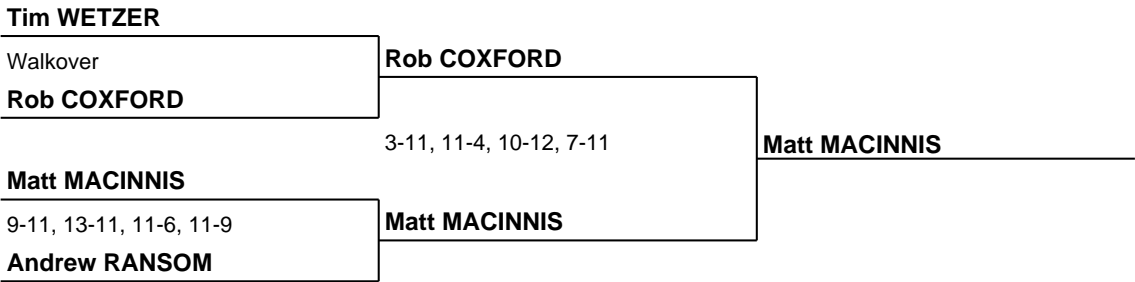 Tim WETZER
Walkover
Rob COXFORD
Rob COXFORD
3-11, 11-4, 10-12, 7-11
Matt MACINNIS
Matt MACINNIS
9-11, 13-11, 11-6, 11-9
Matt MACINNIS
Andrew RANSOM